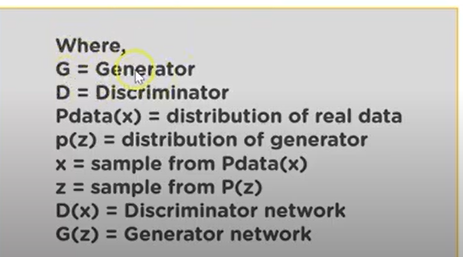 Where,
G = Generator
D = Discriminator
Pdata(x) = distribution of real data
p(z) = distribution of generator
x = sample from Pdata(x)
z = sample from P(z)
D(x) = Discriminator network
G(z) = Generator network